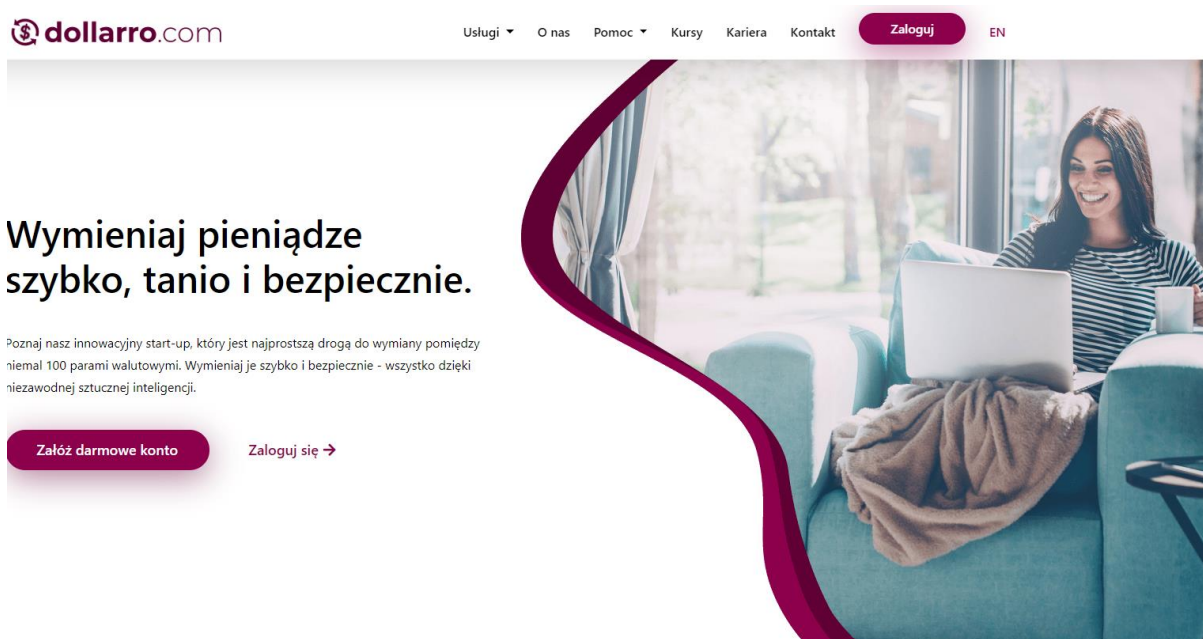 dollarro.com
Usługi O nas Pomoc Kursy Kariera Kontakt Zaloguj EN
Wymieniaj pieniądze
szybko, tanio i bezpiecznie.
Poznaj nasz innowacyjny start-up, który jest najprostszą drogą do wymiany pomiędzy
niemal 100 parami walutowymi. Wymieniaj je szybko i bezpiecznie - wszystko dzięki
niezawodnej sztucznej inteligencji.
Załóż darmowe konto Zaloguj się →